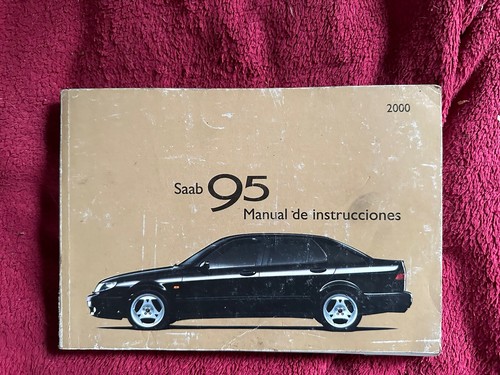 2000
Saab 95
Manual de instrucciones